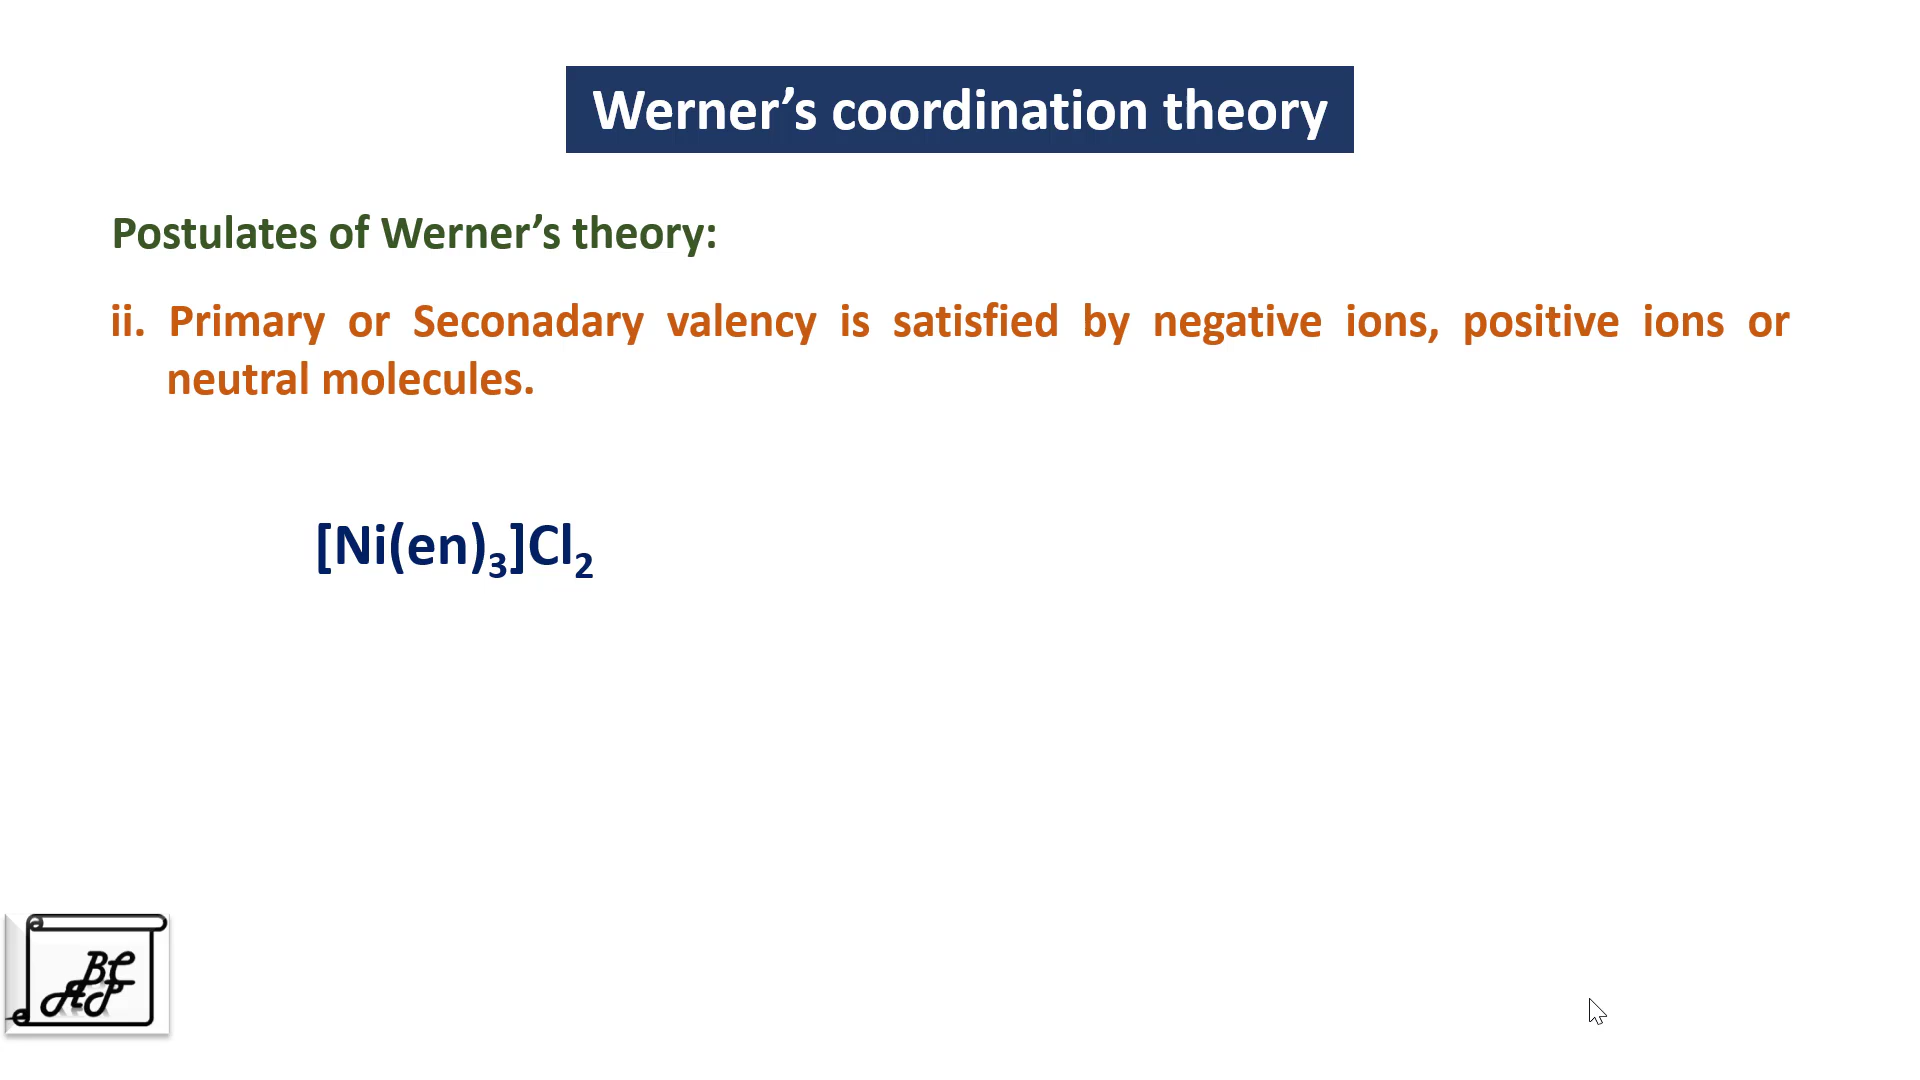 Werner’s coordination theory
Postulates of Werner’s theory:
ii. Primary or Seconadary valency is satisfied by negative ions, positive ions or
neutral molecules.
[Ni(en)₃]Cl₂